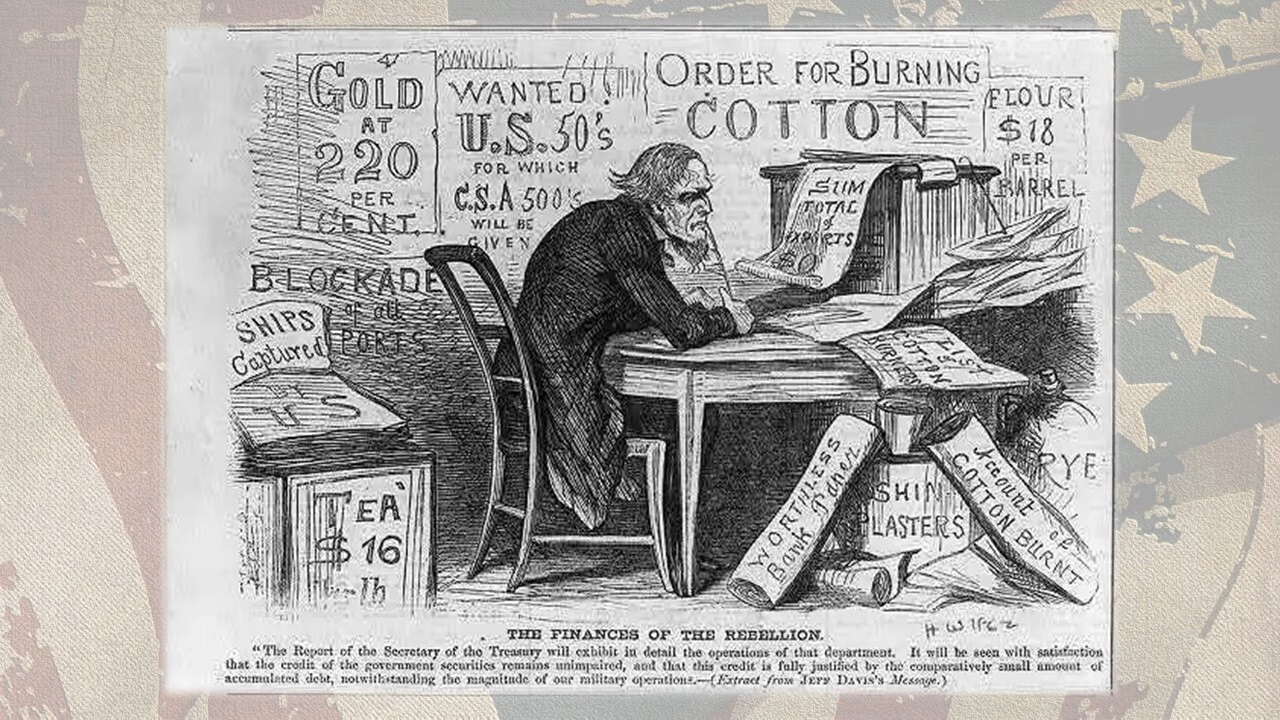 GOLD
AT
220
PER
CENT.
WANTED!
U.S. 50's
FOR WHICH
C.S.A 500's
WILL BE
GIVEN
ORDER FOR BURNING
COTTON
FLOUR
$18
PER
BARREL
SUM
TOTAL
of
EXPORTS
BLOCKADE
of all
PORTS
SHIPS
Captured
BY
U S
TEA
$16
lb
LIST
of
COTTON
BURNERS
WORTHLESS
Bank Paper
SHIN
PLASTERS
Account of
COTTON BURNT
RYE
H W 1862
THE FINANCES OF THE REBELLION.
"The Report of the Secretary of the Treasury will exhibit in detail the operations of that department. It will be seen with satisfaction
that the credit of the government securities remains unimpaired, and that this credit is fully justified by the comparatively small amount of
accumulated debt, notwithstanding the magnitude of our military operations.—(Extract from JEFF DAVIS'S Message.)